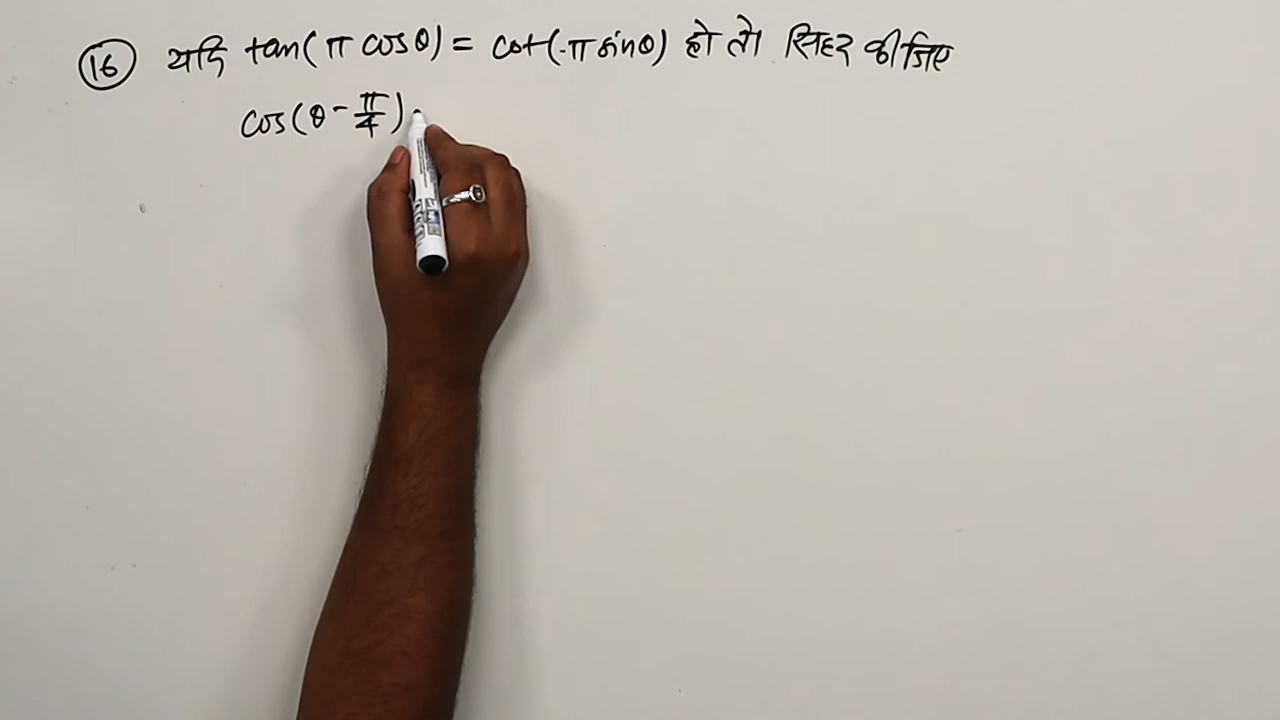 (16) यदि tan(π cosθ) = cot(π sinθ) हो तो सिद्ध कीजिए
cos(θ - π/4)